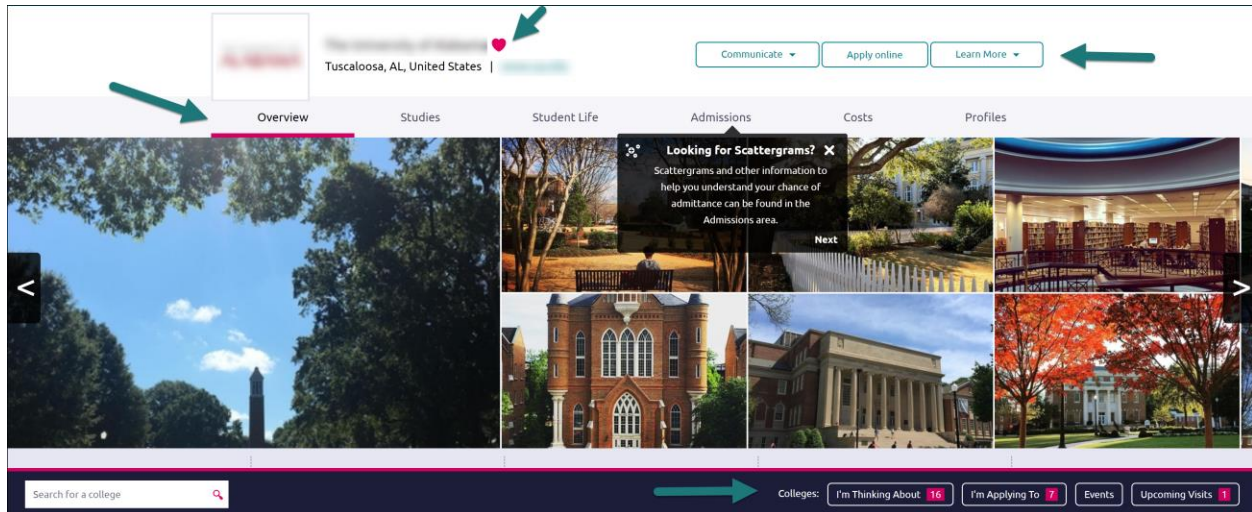 Tuscaloosa, AL, United States |
Communicate
Apply online
Learn More
Overview
Studies
Student Life
Admissions
Costs
Profiles
Looking for Scattergrams? X
Scattergrams and other information to
help you understand your chance of
admittance can be found in the
Admissions area.
Next
<
>
Search for a college
Colleges:
I'm Thinking About 16
I'm Applying To 7
Events
Upcoming Visits 1